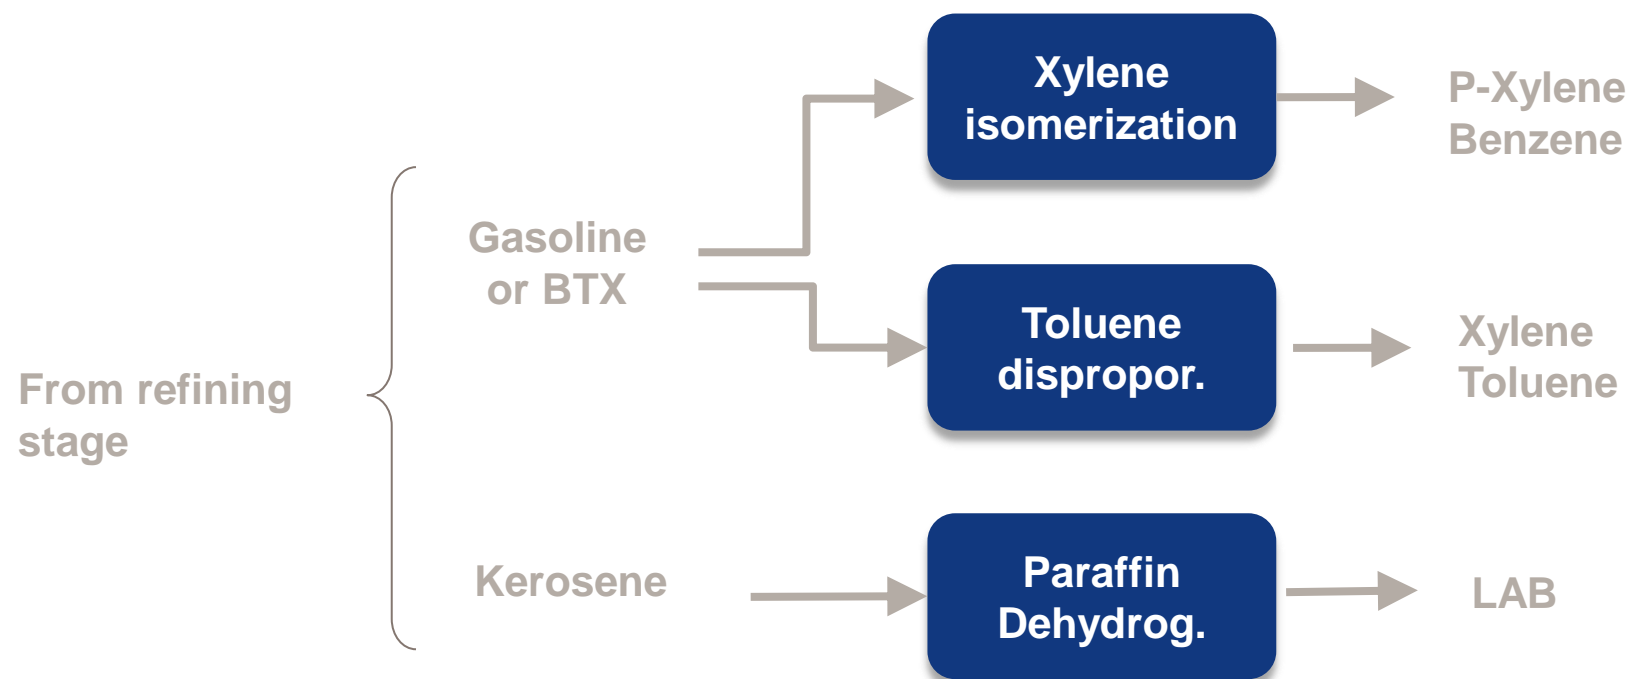 From refining
stage
Gasoline
or BTX
Kerosene
Xylene
isomerization
Toluene
dispropor.
Paraffin
Dehydrog.
P-Xylene
Benzene
Xylene
Toluene
LAB